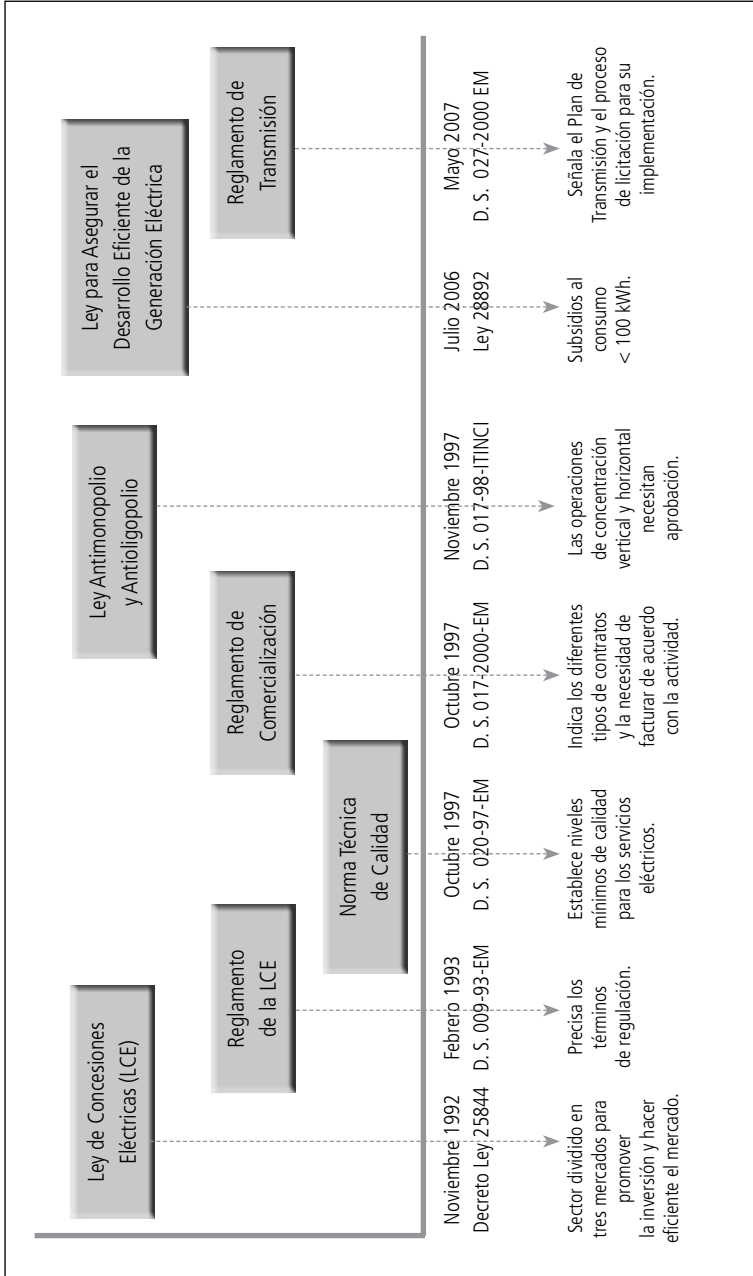 Ley de Concesiones
Eléctricas (LCE)
Reglamento
de la LCE
Norma Técnica
de Calidad
Reglamento de
Comercialización
Ley Antimonopolio
y Antioligopolio
Ley para Asegurar el
Desarrollo Eficiente de la
Generación Eléctrica
Reglamento de
Transmisión
Noviembre 1992
Decreto Ley 25844
Febrero 1993
D. S. 009-93-EM
Octubre 1997
D. S. 020-97-EM
Octubre 1997
D. S. 017-2000-EM
Noviembre 1997
D. S. 017-98-ITINCI
Julio 2006
Ley 28892
Mayo 2007
D. S. 027-2000 EM
Sector dividido en
tres mercados para
promover
la inversión y hacer
eficiente el mercado.
Precisa los
términos
de regulación.
Establece niveles
mínimos de calidad
para los servicios
eléctricos.
Indica los diferentes
tipos de contratos
y la necesidad de
facturar de acuerdo
con la actividad.
Las operaciones
de concentración
vertical y horizontal
necesitan
aprobación.
Subsidios al
consumo
< 100 kWh.
Señala el Plan de
Transmisión y el proceso
de licitación para su
implementación.